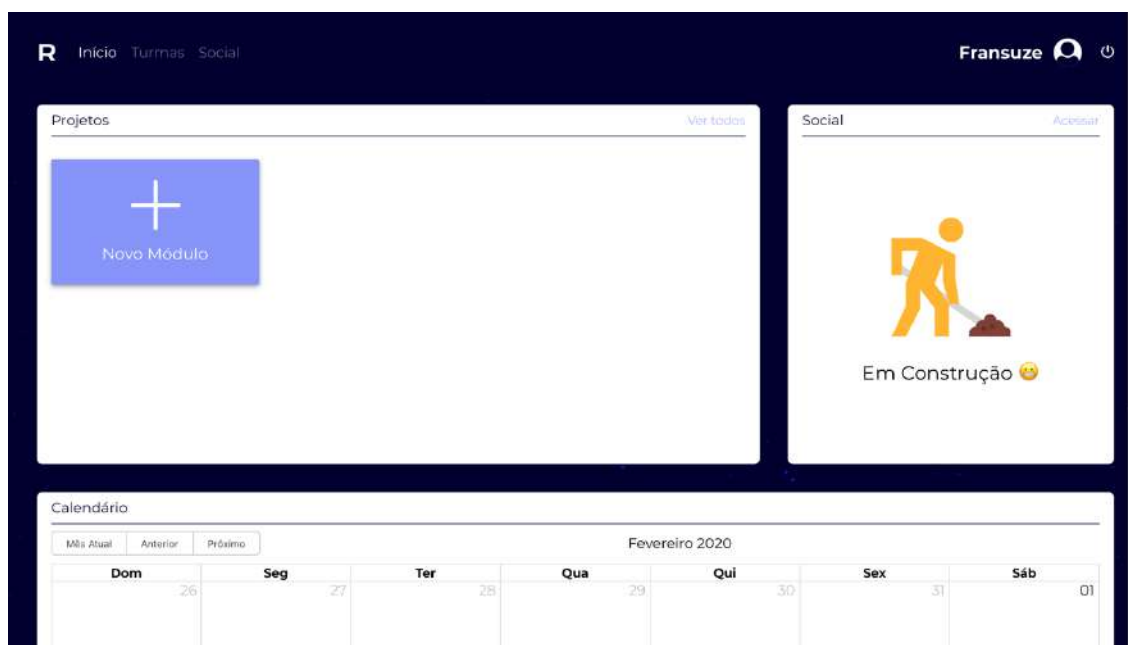 R Início Turmas Social
Fransuze
Projetos Ver todos
Novo Módulo
Social Acessar
Em Construção 😬
Calendário
Mês Atual Anterior Próximo Fevereiro 2020
Dom Seg Ter Qua Qui Sex Sáb
26 27 28 29 30 31 01